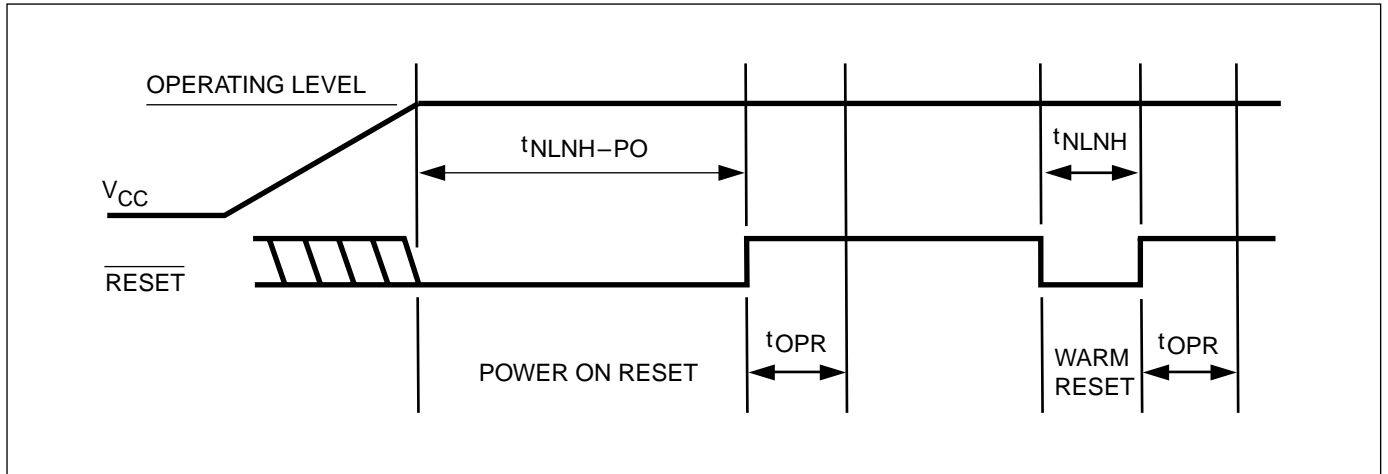 OPERATING LEVEL
tNLNH–PO
tNLNH
VCC
RESET
tOPR
POWER ON RESET
WARM
RESET
tOPR